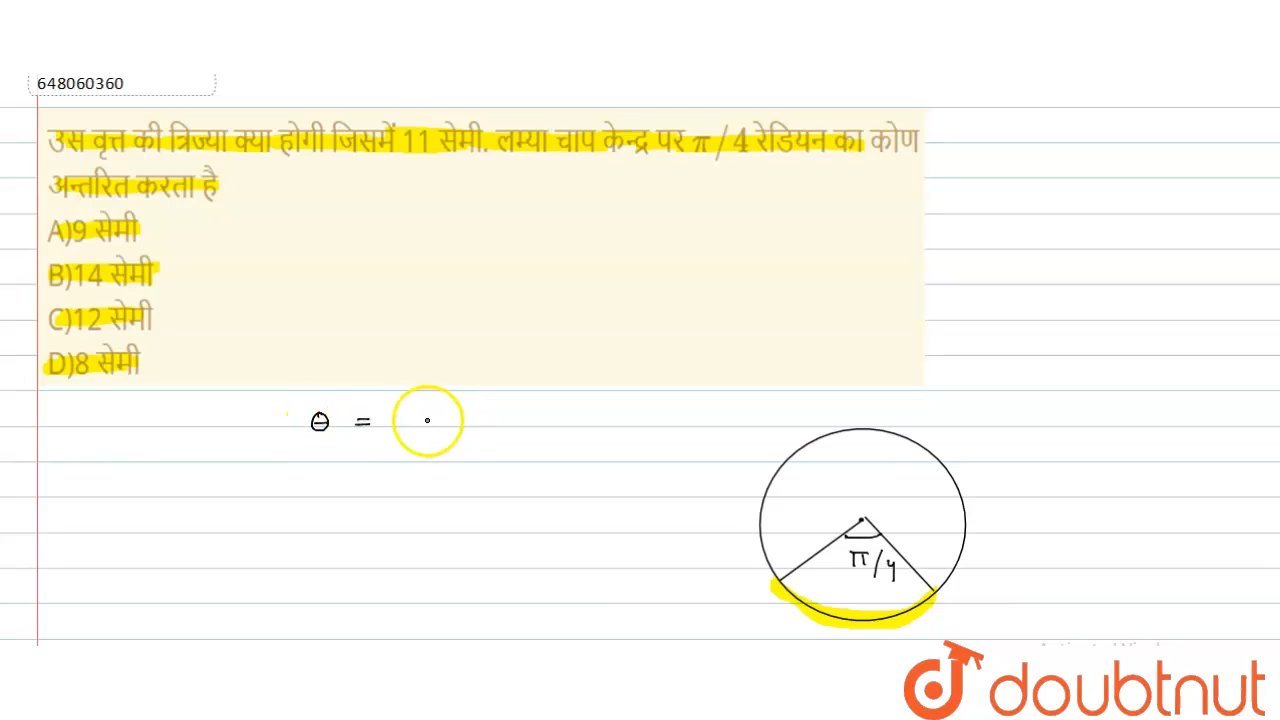 648060360
उस वृत्त की त्रिज्या क्या होगी जिसमें 11 सेमी. लम्या चाप केन्द्र पर π/4 रेडियन का कोण
अन्तरित करता है
A)9 सेमी
B)14 सेमी
C)12 सेमी
D)8 सेमी
θ =
π/4
doubtnut